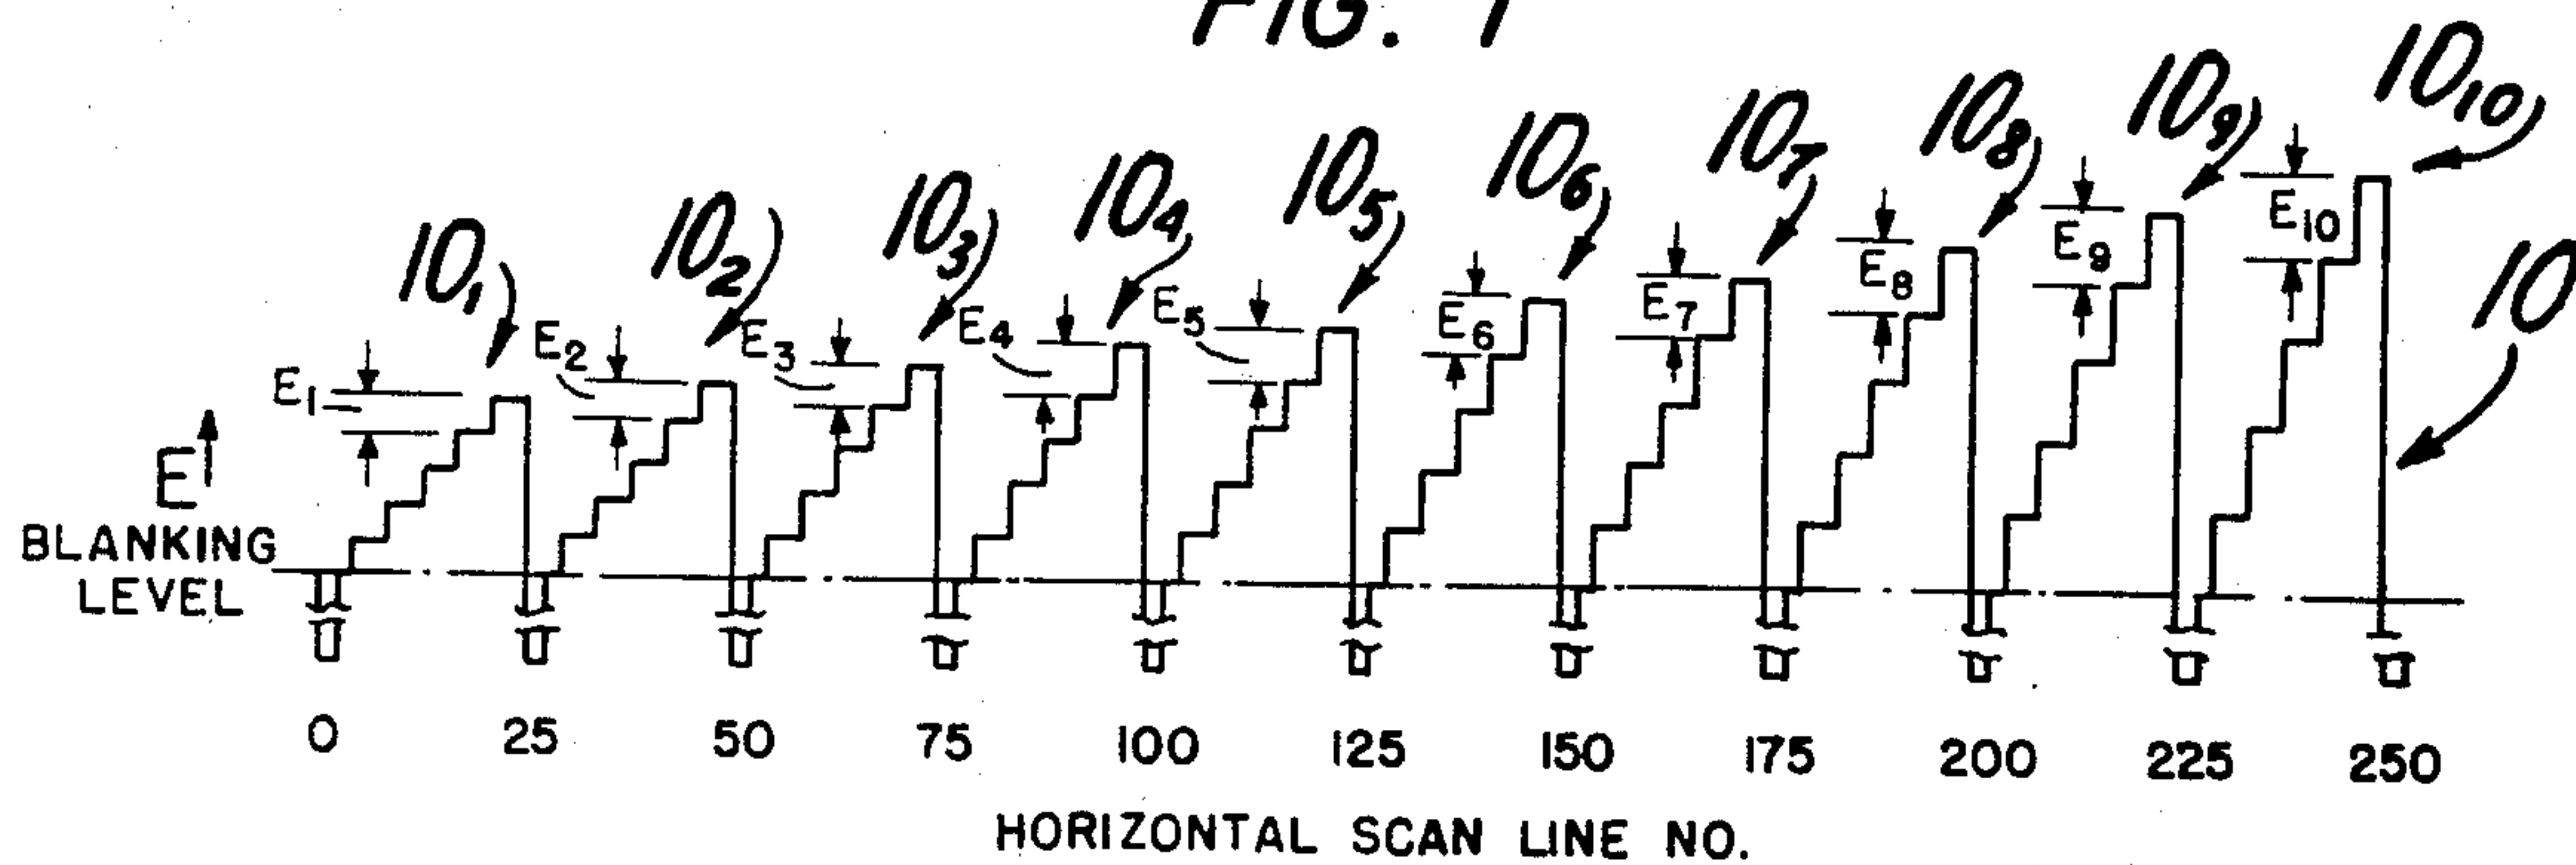 FIG. 1
10₁ 10₂ 10₃ 10₄ 10₅ 10₆ 10₇ 10₈ 10₉ 10₁₀
E₁ E₂ E₃ E₄ E₅ E₆ E₇ E₈ E₉ E₁₀
10
E
BLANKING
LEVEL
0 25 50 75 100 125 150 175 200 225 250
HORIZONTAL SCAN LINE NO.